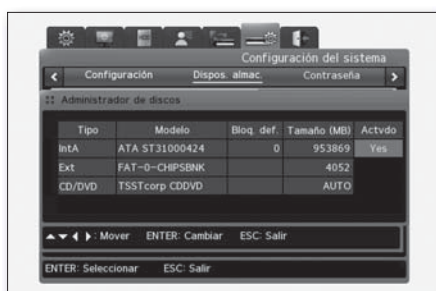 Configuración del sistema
Configuración Dispos. almac. Contraseña
Administrador de discos
Tipo Modelo Bloq. def. Tamaño (MB) Actvdo
IntA ATA ST31000424 0 953869 Yes
Ext FAT-0-CHIPSBNK 4052
CD/DVD TSSTcorp CDDVD AUTO
: Mover ENTER: Cambiar ESC: Salir
ENTER: Seleccionar ESC: Salir